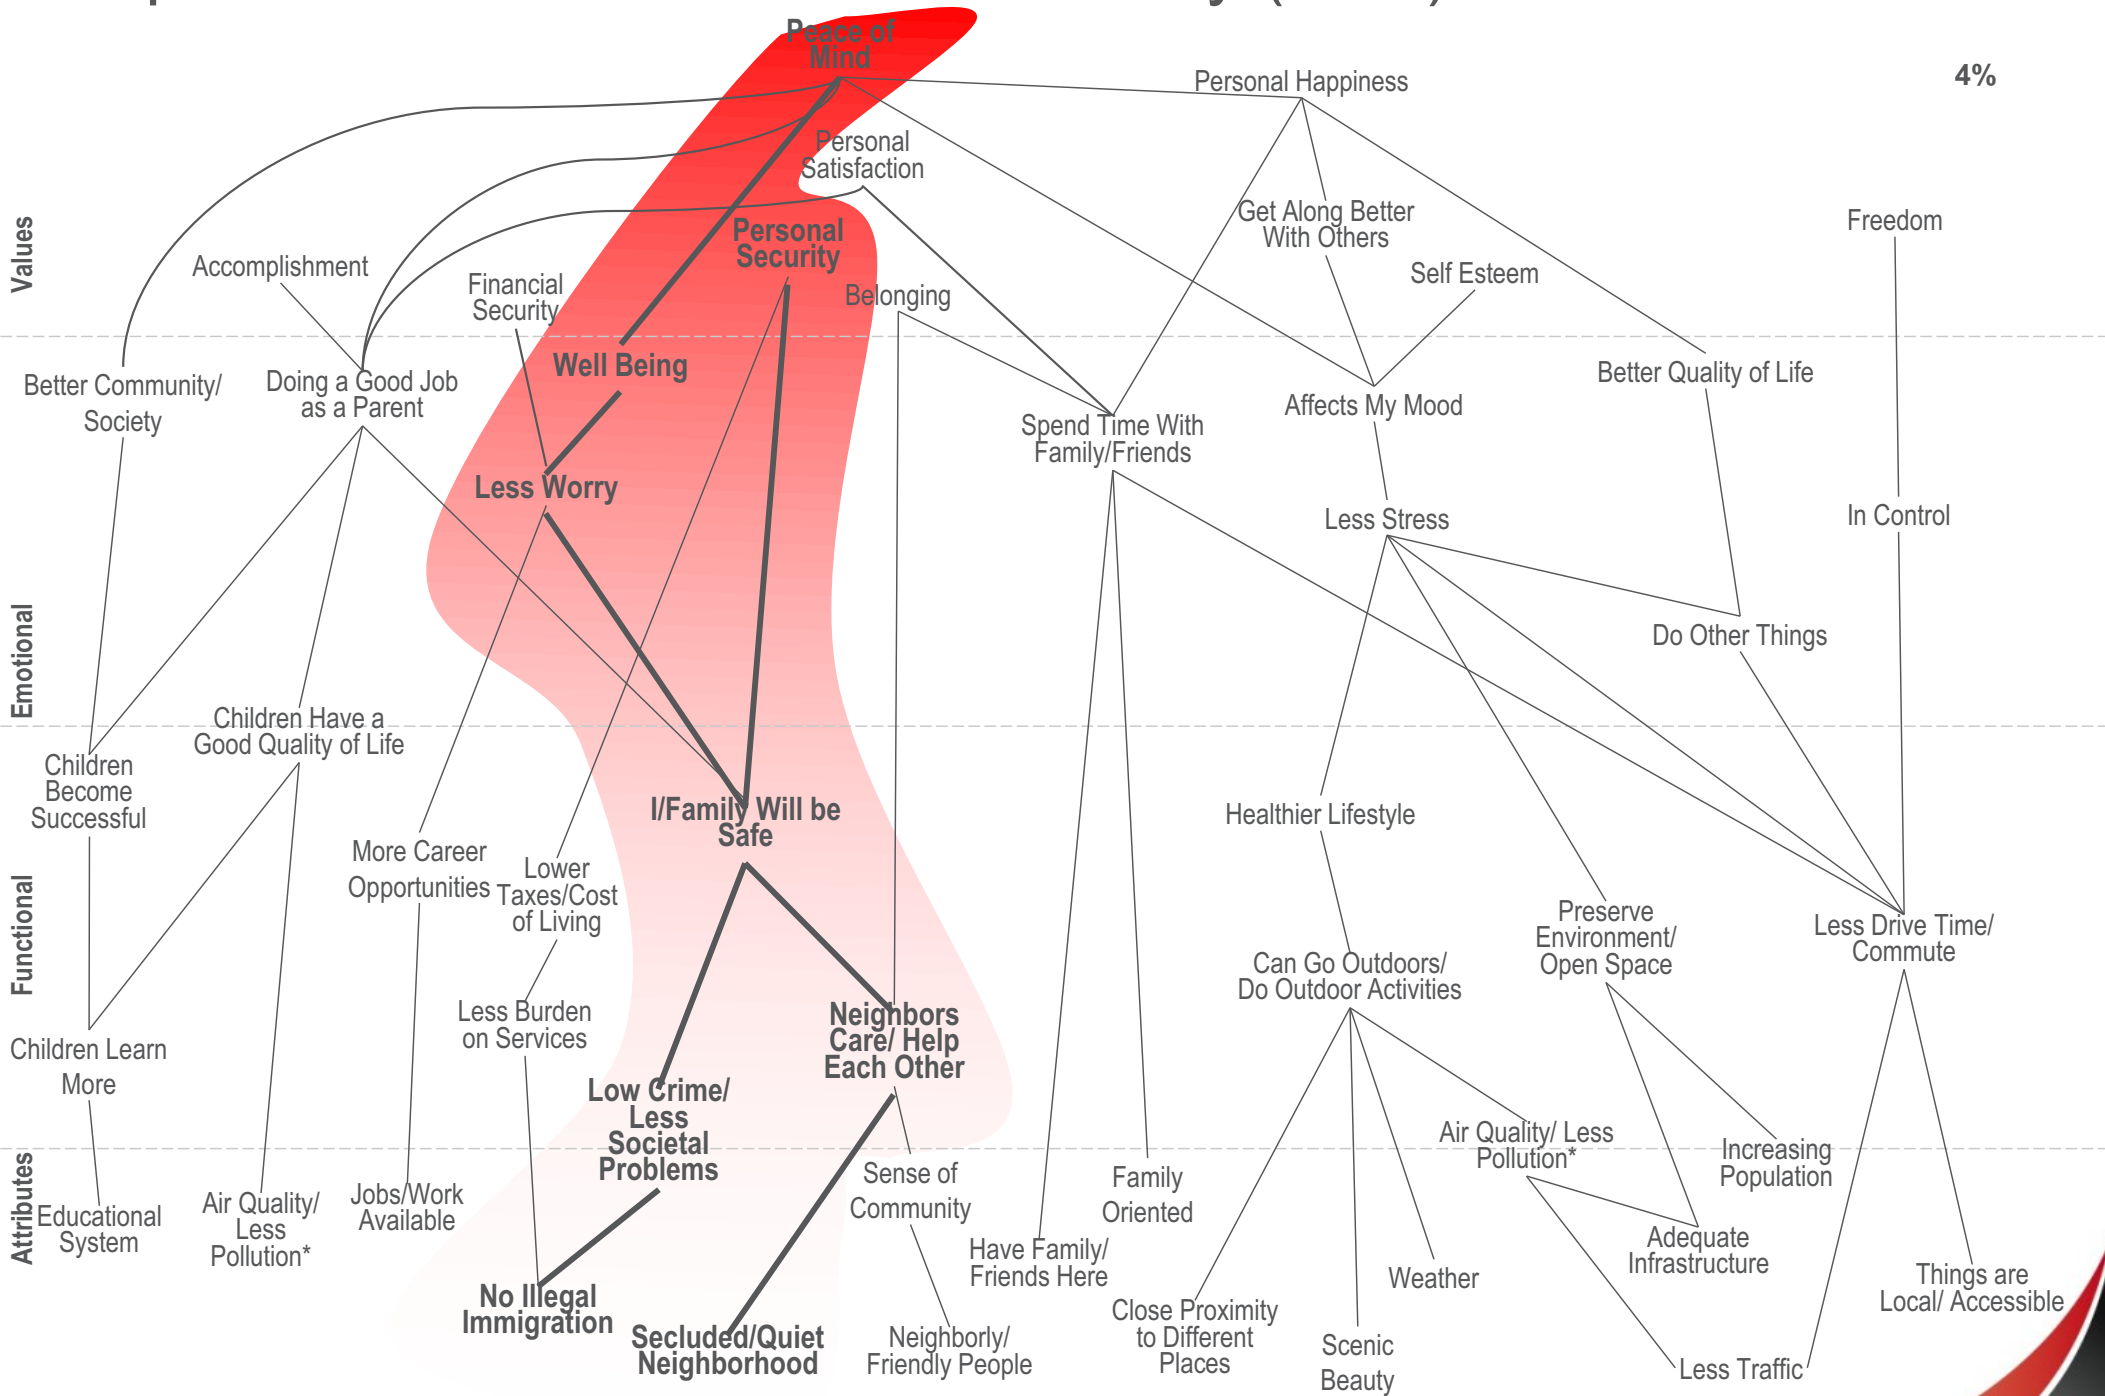 Peace of
Mind
Personal Happiness
4%
Personal
Satisfaction
Values
Accomplishment
Financial
Security
Personal
Security
Belonging
Get Along Better
With Others
Self Esteem
Freedom
Emotional
Better Community/
Society
Doing a Good Job
as a Parent
Well Being
Less Worry
Spend Time With
Family/Friends
Affects My Mood
Better Quality of Life
Less Stress
In Control
Do Other Things
Children Have a
Good Quality of Life
Functional
Children
Become
Successful
More Career
Opportunities
Lower
Taxes/Cost
of Living
I/Family Will be
Safe
Healthier Lifestyle
Preserve
Environment/
Open Space
Less Drive Time/
Commute
Can Go Outdoors/
Do Outdoor Activities
Less Burden
on Services
Neighbors
Care/ Help
Each Other
Children Learn
More
Low Crime/
Less
Societal
Problems
Attributes
Educational
System
Air Quality/
Less
Pollution*
Jobs/Work
Available
No Illegal
Immigration
Secluded/Quiet
Neighborhood
Sense of
Community
Neighborly/
Friendly People
Have Family/
Friends Here
Family
Oriented
Close Proximity
to Different
Places
Scenic
Beauty
Weather
Air Quality/ Less
Pollution*
Increasing
Population
Adequate
Infrastructure
Less Traffic
Things are
Local/ Accessible